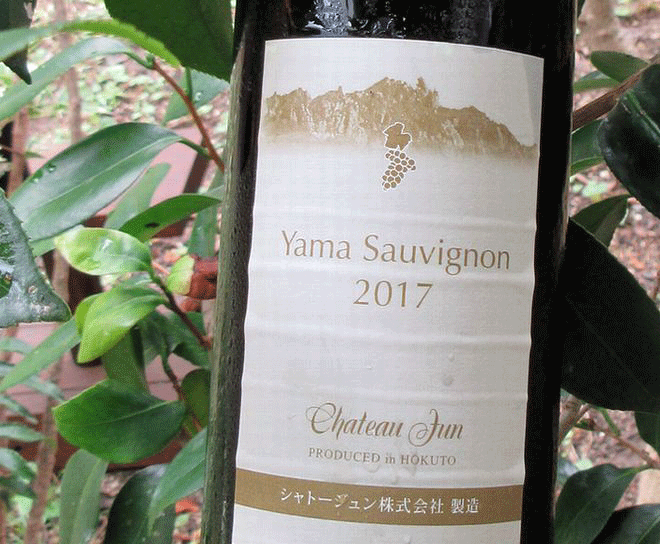 Yama Sauvignon
2017
Chateau Jun
PRODUCED in HOKUTO
シャトージュン株式会社 製造